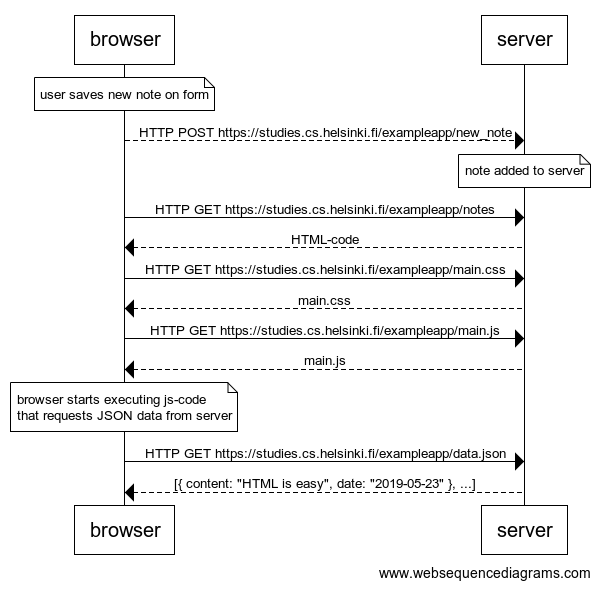 browser
server
user saves new note on form
HTTP POST https://studies.cs.helsinki.fi/exampleapp/new_note
note added to server
HTTP GET https://studies.cs.helsinki.fi/exampleapp/notes
HTML-code
HTTP GET https://studies.cs.helsinki.fi/exampleapp/main.css
main.css
HTTP GET https://studies.cs.helsinki.fi/exampleapp/main.js
main.js
browser starts executing js-code
that requests JSON data from server
HTTP GET https://studies.cs.helsinki.fi/exampleapp/data.json
[{ content: "HTML is easy", date: "2019-05-23" }, ...]
browser
server
www.websequencediagrams.com